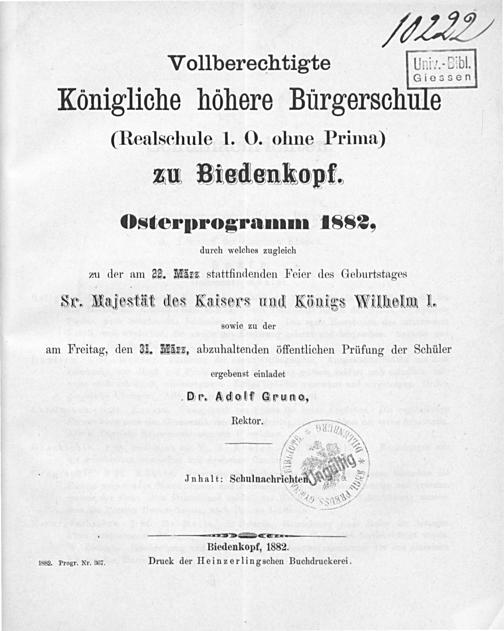 10222
Univ.-Bibl.
Giessen
Vollberechtigte
Königliche höhere Bürgerschule
(Realschule 1. O. ohne Prima)
zu Biedenkopf.
Osterprogramm 1882,
durch welches zugleich
zu der am 22. März stattfindenden Feier des Geburtstages
Sr. Majestät des Kaisers und Königs Wilhelm I.
sowie zu der
am Freitag, den 31. März, abzuhaltenden öffentlichen Prüfung der Schüler
ergebenst einladet
Dr. Adolf Gruno,
Rektor.
Inhalt: Schulnachrichten
Ungültig
Biedenkopf, 1882.
1882. Progr. Nr. 367.
Druck der Heinzerlingschen Buchdruckerei.